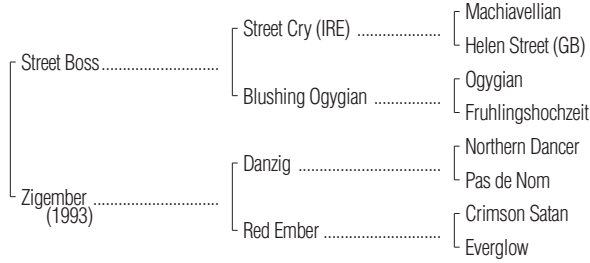 Machiavellian
Street Cry (IRE) ....................
Helen Street (GB)
Street Boss............................
Ogygian
Blushing Ogygian ................
Fruhlingshochzeit
Northern Dancer
Danzig ..................................
Pas de Nom
Zigember ..............................
(1993)
Crimson Satan
Red Ember ............................
Everglow